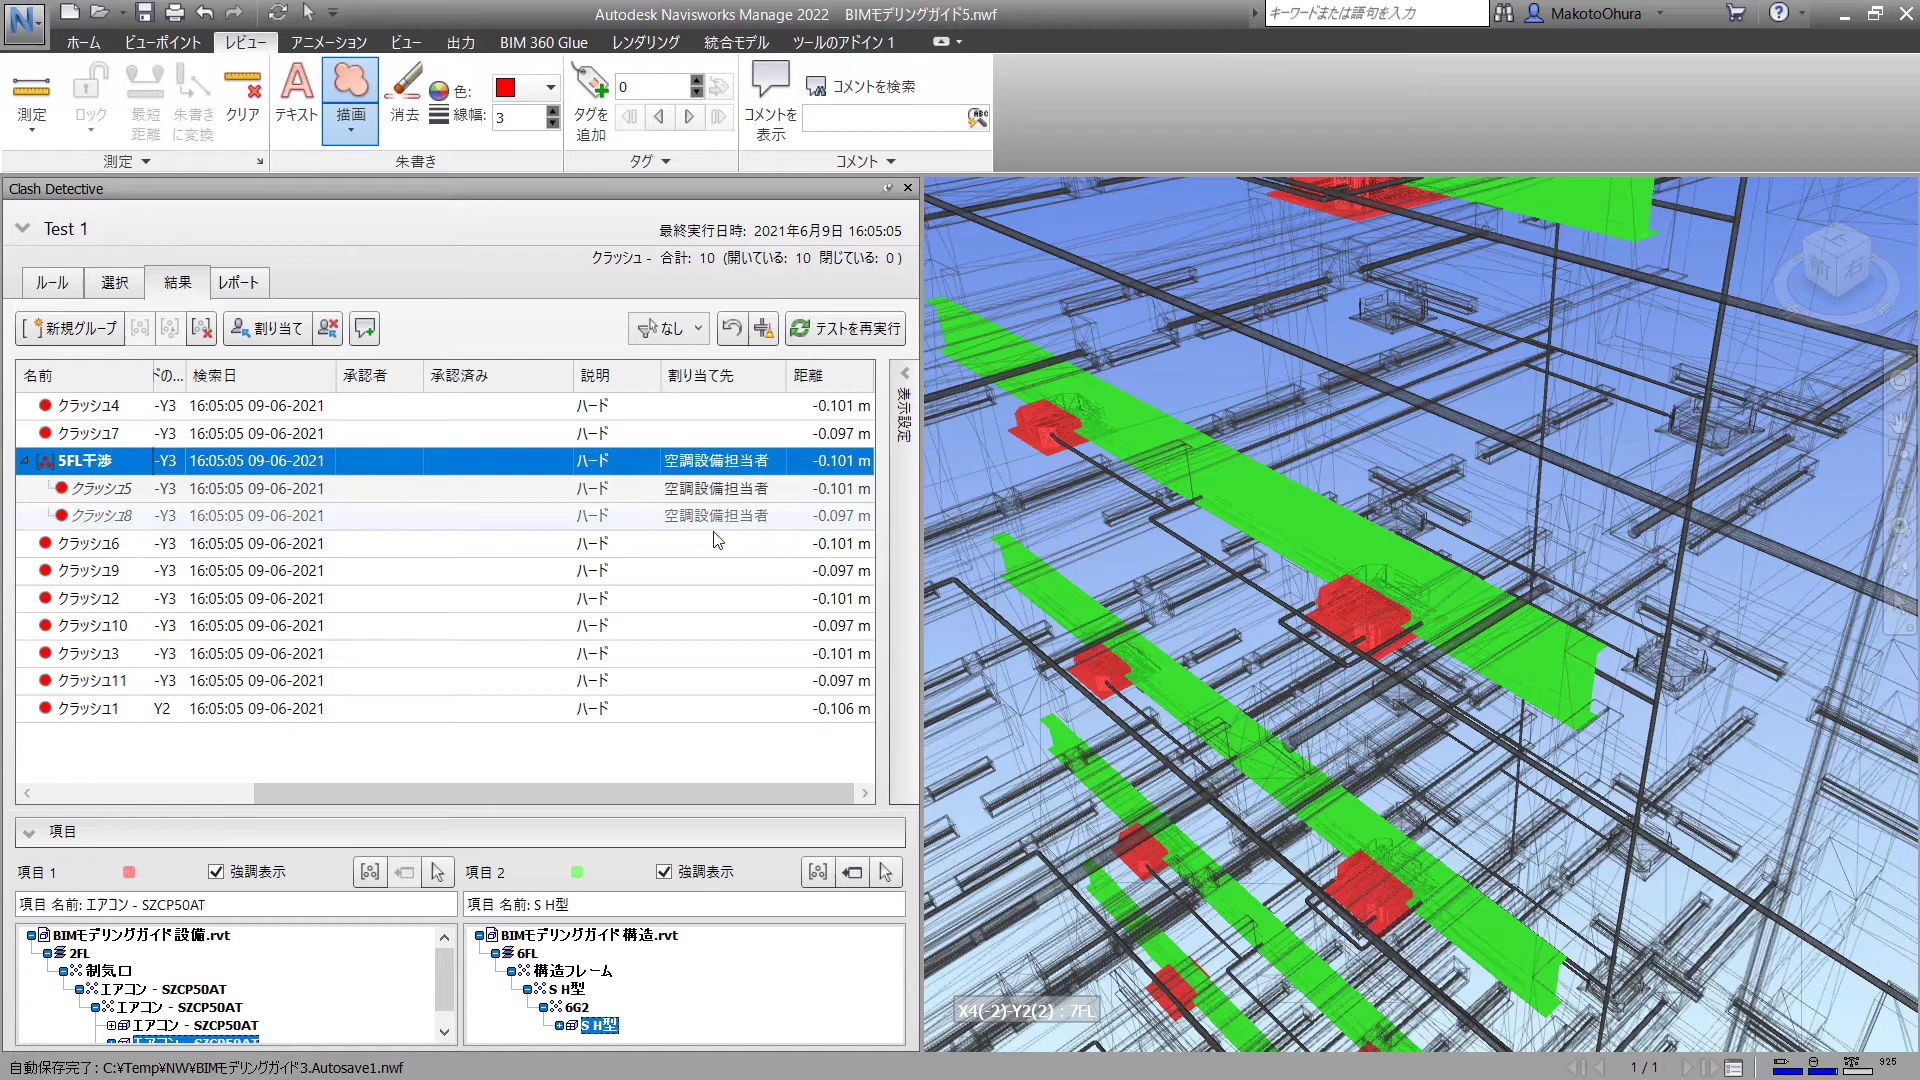 Autodesk Navisworks Manage 2022 BIMモデリングガイド5.nwf
キーワードまたは語句を入力
MakotoOhura
ホーム ビューポイント レビュー アニメーション ビュー 出力 BIM 360 Glue レンダリング 統合モデル ツールのアドイン 1
測定 ロック 最短距離 朱書きに変換 クリア テキスト 描画 消去 色: 線幅: 3 タグを追加 0 コメントを表示 コメントを検索
測定 朱書き タグ コメント
Clash Detective
Test 1
最終実行日時: 2021年6月9日 16:05:05
クラッシュ - 合計: 10 (開いている: 10 閉じている: 0 )
ルール 選択 結果 レポート
新規グループ 割り当て なし テストを再実行
名前 ドの... 検索日 承認者 承認済み 説明 割り当て先 距離
クラッシュ4 -Y3 16:05:05 09-06-2021 ハード -0.101 m
クラッシュ7 -Y3 16:05:05 09-06-2021 ハード -0.097 m
5FL干渉 -Y3 16:05:05 09-06-2021 ハード 空調設備担当者 -0.101 m
クラッシュ5 -Y3 16:05:05 09-06-2021 ハード 空調設備担当者 -0.101 m
クラッシュ8 -Y3 16:05:05 09-06-2021 ハード 空調設備担当者 -0.097 m
クラッシュ6 -Y3 16:05:05 09-06-2021 ハード -0.101 m
クラッシュ9 -Y3 16:05:05 09-06-2021 ハード -0.097 m
クラッシュ2 -Y3 16:05:05 09-06-2021 ハード -0.101 m
クラッシュ10 -Y3 16:05:05 09-06-2021 ハード -0.097 m
クラッシュ3 -Y3 16:05:05 09-06-2021 ハード -0.101 m
クラッシュ11 -Y3 16:05:05 09-06-2021 ハード -0.097 m
クラッシュ1 Y2 16:05:05 09-06-2021 ハード -0.106 m
表示設定
項目
項目 1 強調表示 項目 2 強調表示
項目 名前: エアコン - SZCP50AT 項目 名前: S H型
BIMモデリングガイド 設備.rvt
2FL
制気口
エアコン - SZCP50AT
エアコン - SZCP50AT
エアコン - SZCP50AT
エアコン - SZCP50AT
BIMモデリングガイド 構造.rvt
6FL
構造フレーム
S H型
6G2
S H型
X4(-2)-Y2(2) : 7FL
自動保存完了: C:¥Temp¥NW¥BIMモデリングガイド3.Autosave1.nwf
1 / 1
925